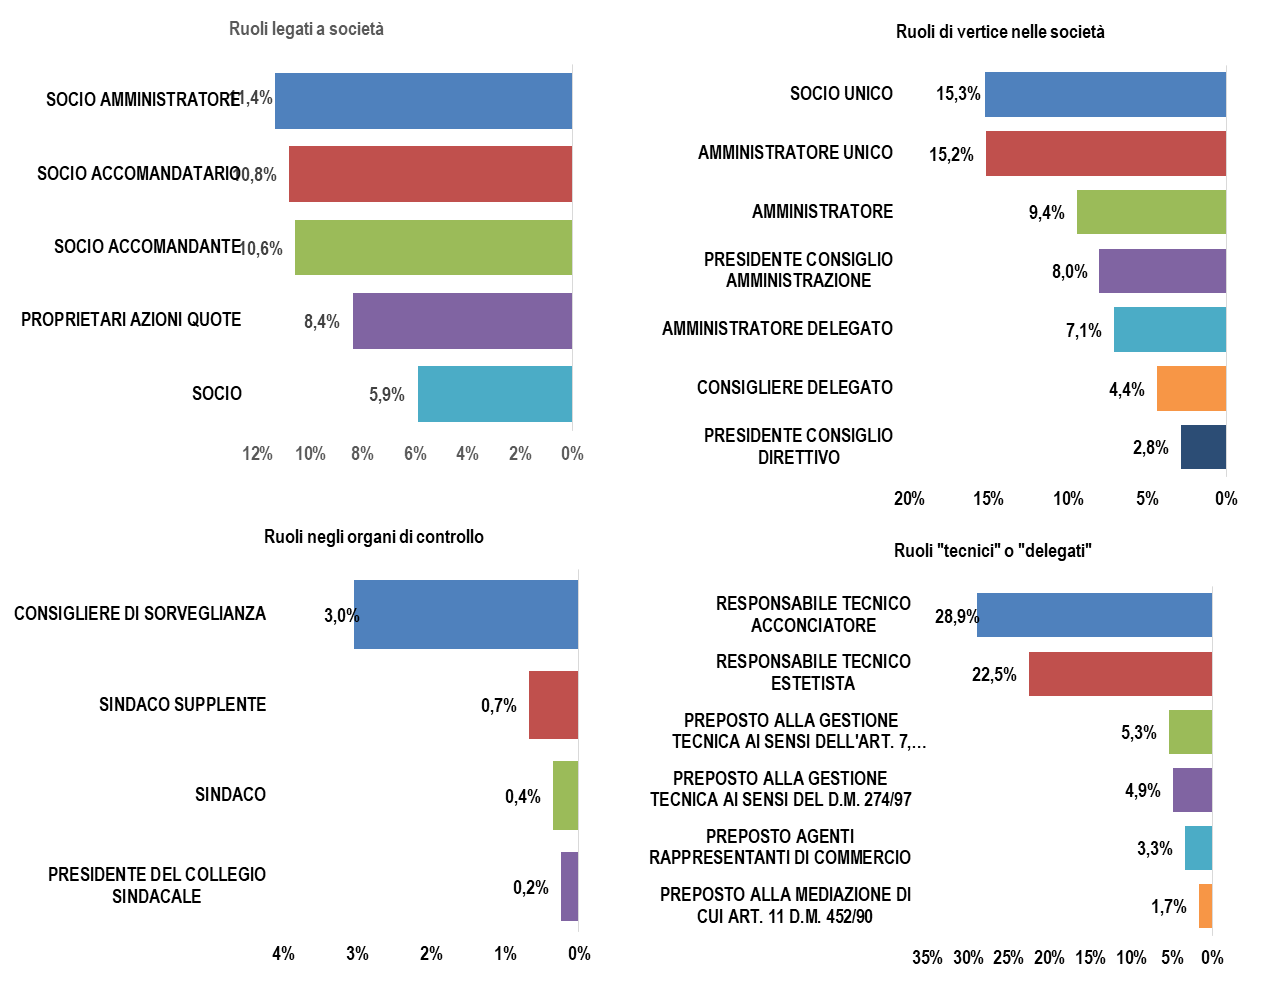 Ruoli legati a società
SOCIO AMMINISTRATORE 11,4%
SOCIO ACCOMANDATARIO 10,8%
SOCIO ACCOMANDANTE 10,6%
PROPRIETARI AZIONI QUOTE 8,4%
SOCIO 5,9%
12% 10% 8% 6% 4% 2% 0%
Ruoli di vertice nelle società
SOCIO UNICO 15,3%
AMMINISTRATORE UNICO 15,2%
AMMINISTRATORE 9,4%
PRESIDENTE CONSIGLIO
AMMINISTRAZIONE 8,0%
AMMINISTRATORE DELEGATO 7,1%
CONSIGLIERE DELEGATO 4,4%
PRESIDENTE CONSIGLIO
DIRETTIVO 2,8%
20% 15% 10% 5% 0%
Ruoli negli organi di controllo
CONSIGLIERE DI SORVEGLIANZA 3,0%
SINDACO SUPPLENTE 0,7%
SINDACO 0,4%
PRESIDENTE DEL COLLEGIO
SINDACALE 0,2%
4% 3% 2% 1% 0%
Ruoli "tecnici" o "delegati"
RESPONSABILE TECNICO
ACCONCIATORE 28,9%
RESPONSABILE TECNICO
ESTETISTA 22,5%
PREPOSTO ALLA GESTIONE
TECNICA AI SENSI DELL'ART. 7,… 5,3%
PREPOSTO ALLA GESTIONE
TECNICA AI SENSI DEL D.M. 274/97 4,9%
PREPOSTO AGENTI
RAPPRESENTANTI DI COMMERCIO 3,3%
PREPOSTO ALLA MEDIAZIONE DI
CUI ART. 11 D.M. 452/90 1,7%
35% 30% 25% 20% 15% 10% 5% 0%